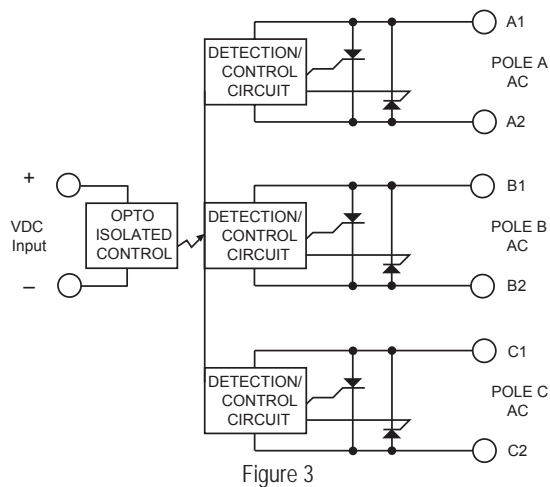 A1
DETECTION/
CONTROL
CIRCUIT
POLE A
AC
A2
+
VDC
Input
–
OPTO
ISOLATED
CONTROL
B1
DETECTION/
CONTROL
CIRCUIT
POLE B
AC
B2
C1
DETECTION/
CONTROL
CIRCUIT
POLE C
AC
C2
Figure 3